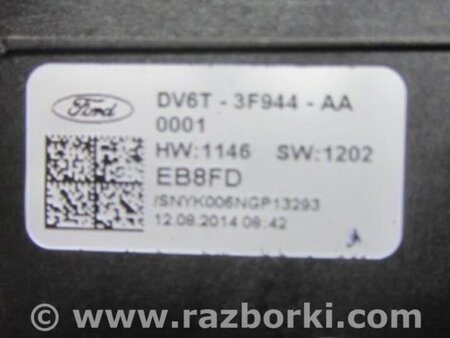 Ford
DV6T - 3F944 - AA
0001
HW:1146 SW:1202
EB8FD
/SNYK006NGP13293
12.08.2014 08:42
© www.razborki.com